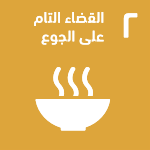 ٢
القضاء التام
على الجوع